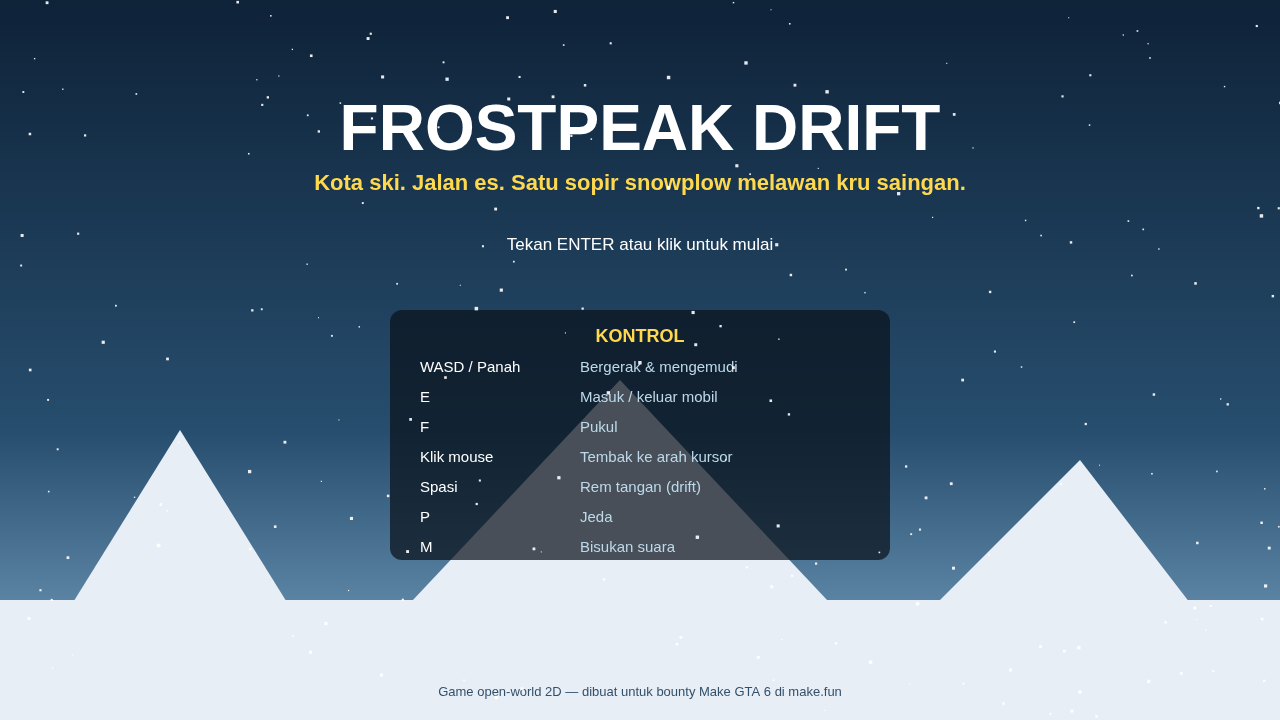 FROSTPEAK DRIFT
Kota ski. Jalan es. Satu sopir snowplow melawan kru saingan.
Tekan ENTER atau klik untuk mulai
KONTROL
WASD / Panah Bergerak & mengemudi
E Masuk / keluar mobil
F Pukul
Klik mouse Tembak ke arah kursor
Spasi Rem tangan (drift)
P Jeda
M Bisukan suara
Game open-world 2D — dibuat untuk bounty Make GTA 6 di make.fun